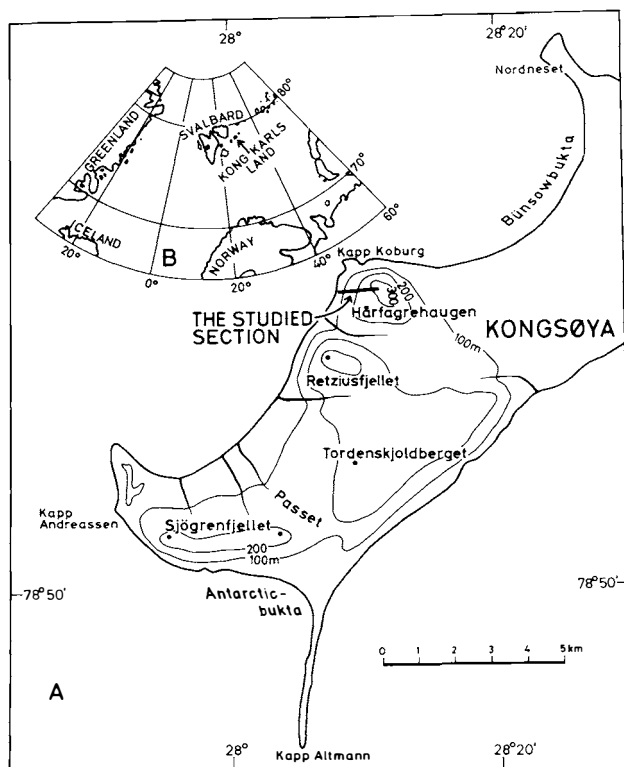 28°
28°20'
Nordneset
80°
SVALBARD
GREENLAND
KONG KARLS
LAND
70°
Bünsowbukta
60°
ICELAND
B
NORWAY
Kapp Koburg
20°
0°
20°
40°
200
300
THE STUDIED
SECTION
Hårfagrehaugen
KONGSØYA
100m
Retziusfjellet
Tordenskjoldberget
Passet
Kapp
Andreassen
Sjögrenfjellet
200
100m
78°50'
78°50'
Antarctic-
bukta
0 1 2 3 4 5 km
A
28°
28°20'
Kapp Altmann